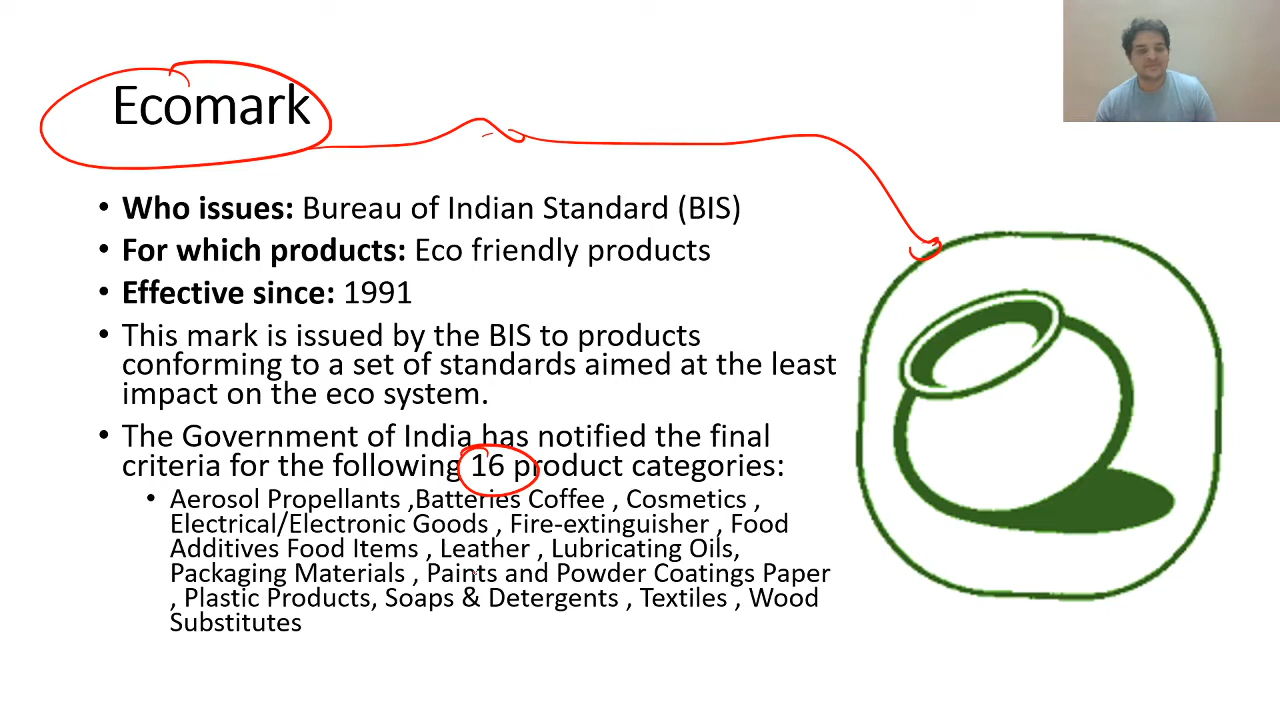 Ecomark
• Who issues: Bureau of Indian Standard (BIS)
• For which products: Eco friendly products
• Effective since: 1991
• This mark is issued by the BIS to products
conforming to a set of standards aimed at the least
impact on the eco system.
• The Government of India has notified the final
criteria for the following 16 product categories:
• Aerosol Propellants ,Batteries Coffee , Cosmetics ,
Electrical/Electronic Goods , Fire-extinguisher , Food
Additives Food Items , Leather , Lubricating Oils,
Packaging Materials , Paints and Powder Coatings Paper
, Plastic Products, Soaps & Detergents , Textiles , Wood
Substitutes